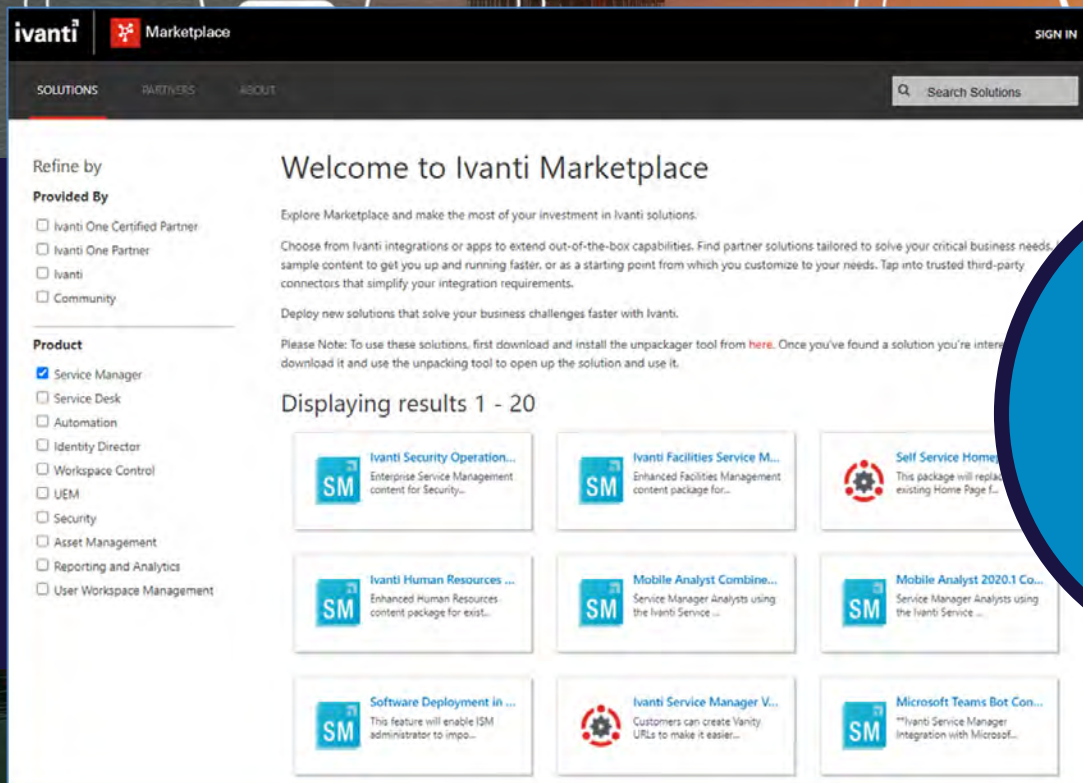 ivanti
Marketplace
SIGN IN
SOLUTIONS
PARTNERS
ABOUT
Search Solutions
Refine by
Provided By
Ivanti One Certified Partner
Ivanti One Partner
Ivanti
Community
Product
Service Manager
Service Desk
Automation
Identity Director
Workspace Control
UEM
Security
Asset Management
Reporting and Analytics
User Workspace Management
Welcome to Ivanti Marketplace
Explore Marketplace and make the most of your investment in Ivanti solutions.
Choose from Ivanti integrations or apps to extend out-of-the-box capabilities. Find partner solutions tailored to solve your critical business needs,
sample content to get you up and running faster, or as a starting point from which you customize to your needs. Tap into trusted third-party
connectors that simplify your integration requirements.
Deploy new solutions that solve your business challenges faster with Ivanti.
Please Note: To use these solutions, first download and install the unpackager tool from here. Once you've found a solution you're
download it and use the unpacking tool to open up the solution and use it.
Displaying results 1 - 20
SM
Ivanti Security Operation...
Enterprise Service Management
content for Security...
SM
Ivanti Facilities Service M...
Enhanced Facilities Management
content package for...
Self Service
This package will
existing Home Page f...
SM
Ivanti Human Resources ...
Enhanced Human Resources
content package for exist...
SM
Mobile Analyst Combine...
Service Manager Analysts using
the Ivanti Service ...
SM
Mobile Analyst 2020.1 Co...
Service Manager Analysts using
the Ivanti Service ...
SM
Software Deployment in ...
This feature will enable ISM
administrator to impo...
Ivanti Service Manager V...
Customers can create Vanity
URLs to make it easier...
SM
Microsoft Teams Bot Con...
**Ivanti Service Manager
Integration with Microsof...